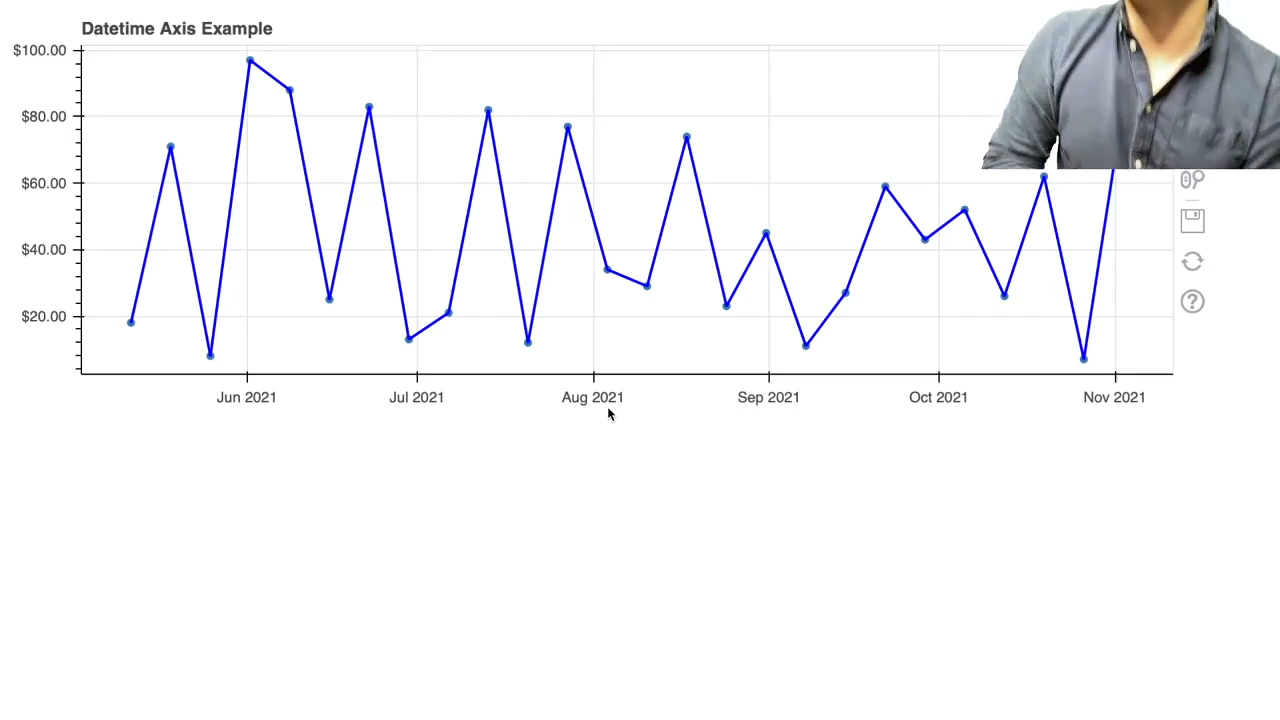 Datetime Axis Example
$100.00
$80.00
$60.00
$40.00
$20.00
Jun 2021 Jul 2021 Aug 2021 Sep 2021 Oct 2021 Nov 2021